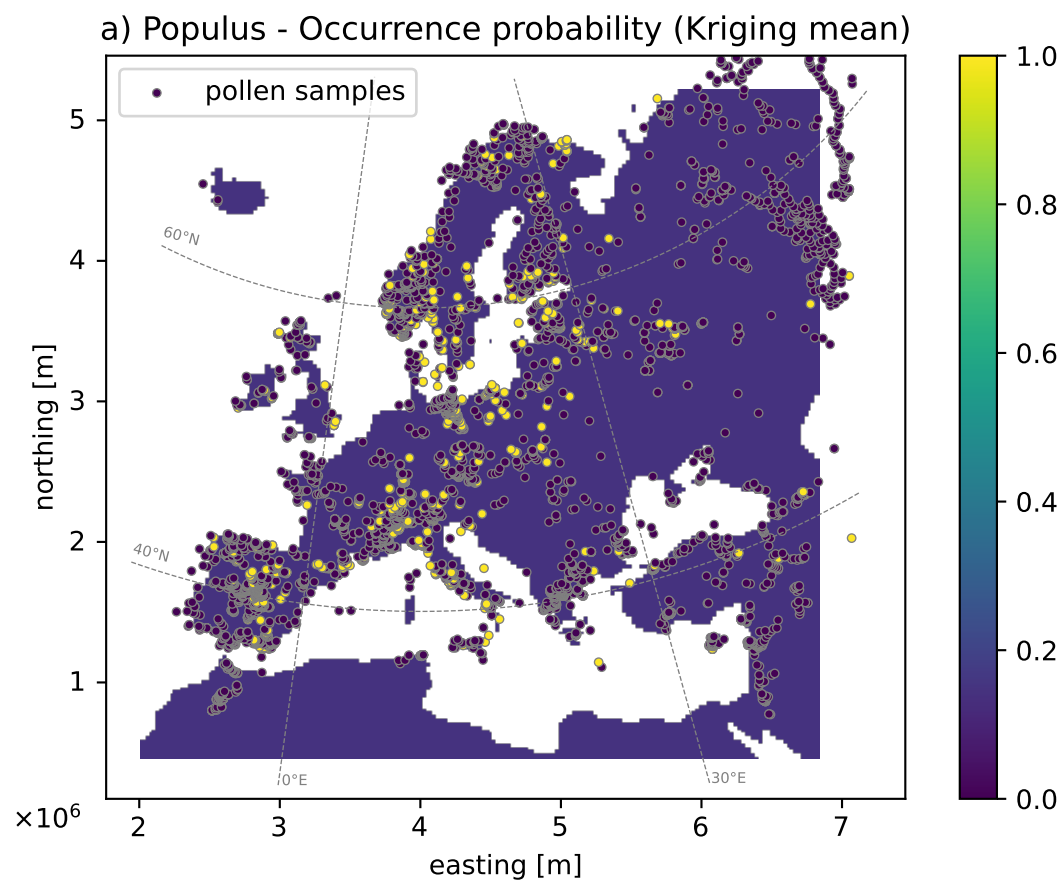 a) Populus - Occurrence probability (Kriging mean)
pollen samples
1.0
0.8
0.6
0.4
0.2
0.0
northing [m]
5
4
3
2
1
60°N
40°N
0°E
30°E
×10⁶
2 3 4 5 6 7
easting [m]